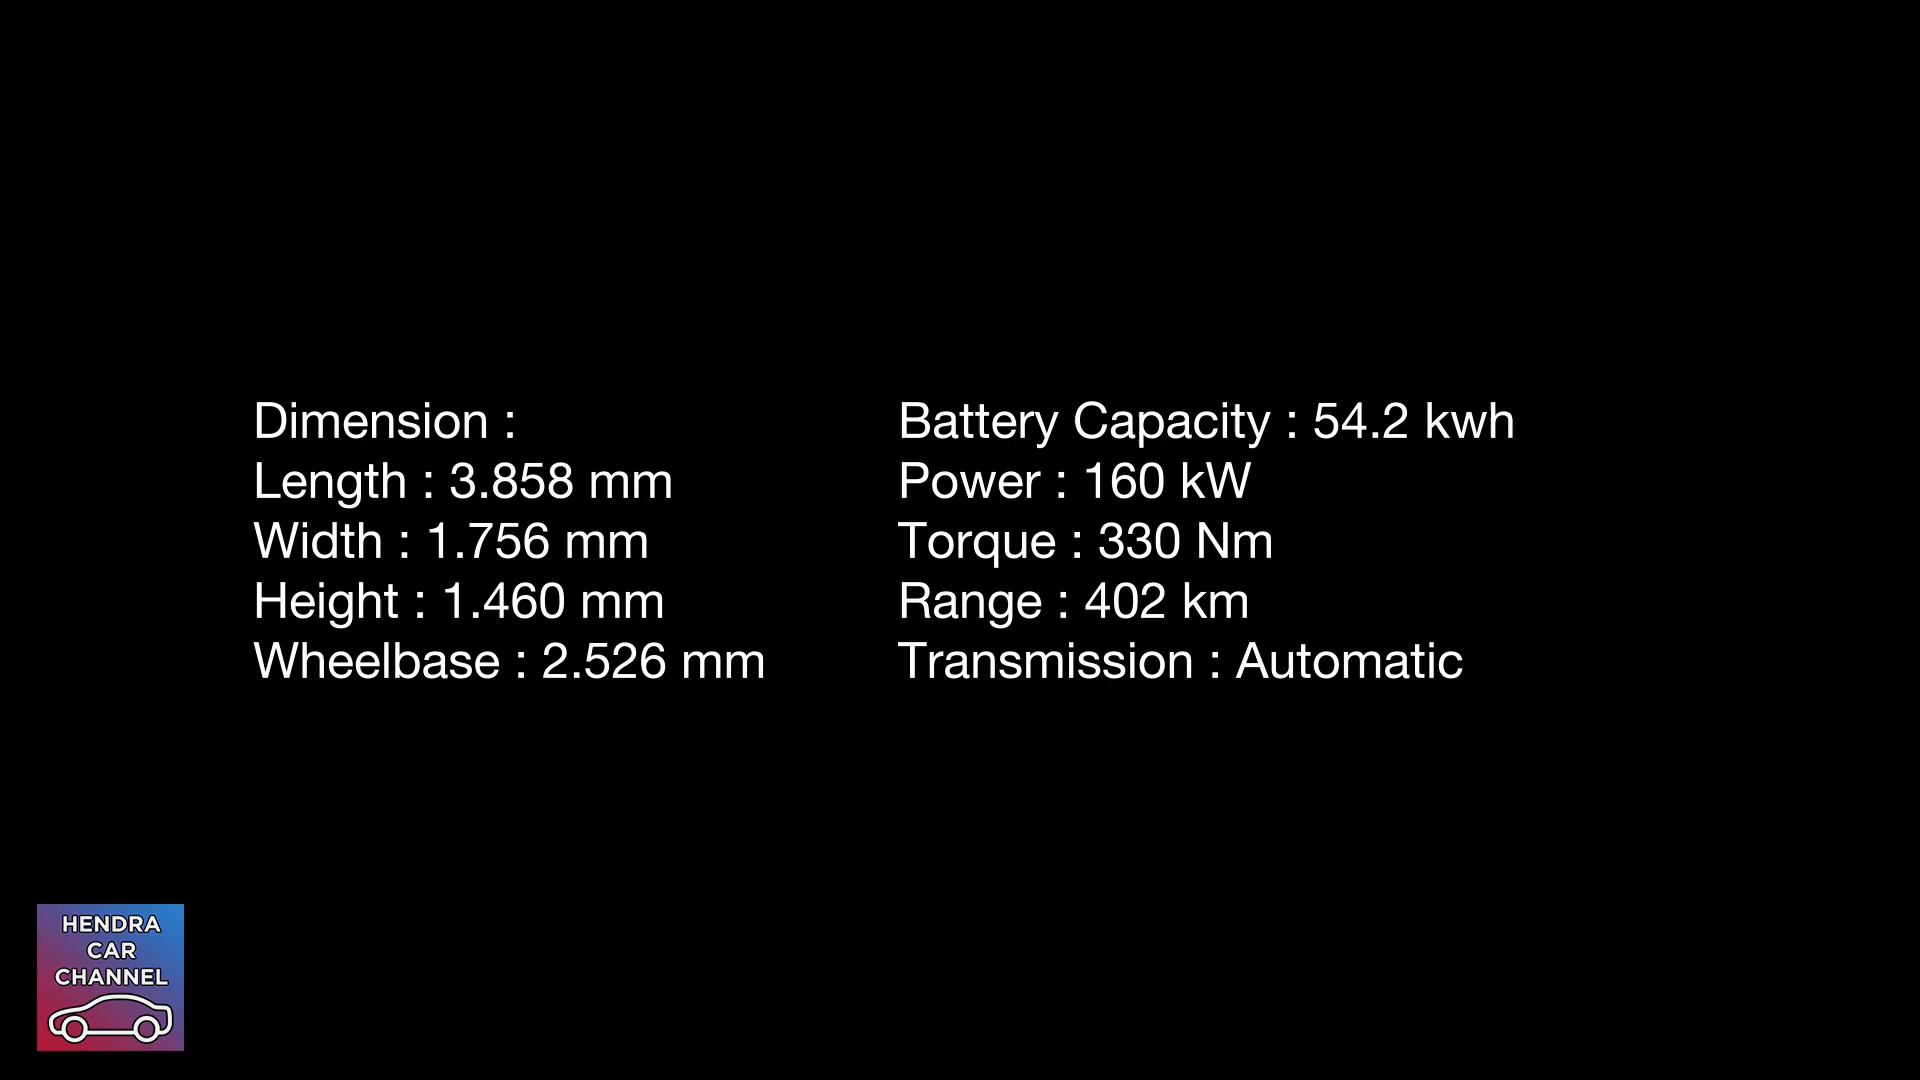 Dimension :
Length : 3.858 mm
Width : 1.756 mm
Height : 1.460 mm
Wheelbase : 2.526 mm
Battery Capacity : 54.2 kwh
Power : 160 kW
Torque : 330 Nm
Range : 402 km
Transmission : Automatic
HENDRA
CAR
CHANNEL